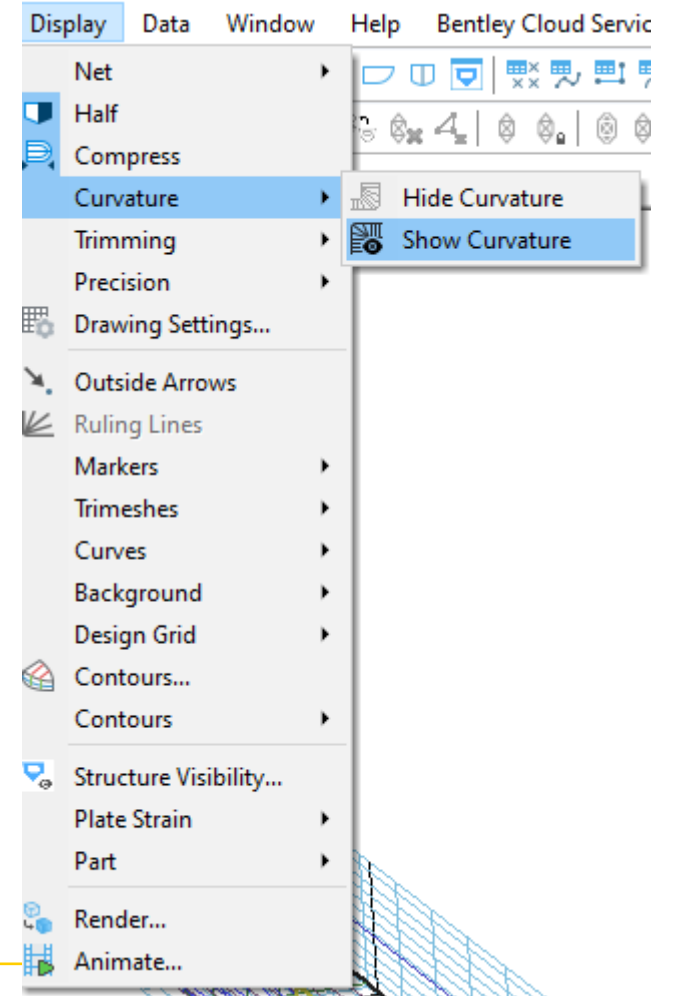 Display Data Window Help Bentley Cloud Servic
Net
Half
Compress
Curvature
Hide Curvature
Trimming
Show Curvature
Precision
Drawing Settings...
Outside Arrows
Ruling Lines
Markers
Trimeshes
Curves
Background
Design Grid
Contours...
Contours
Structure Visibility...
Plate Strain
Part
Render...
Animate...